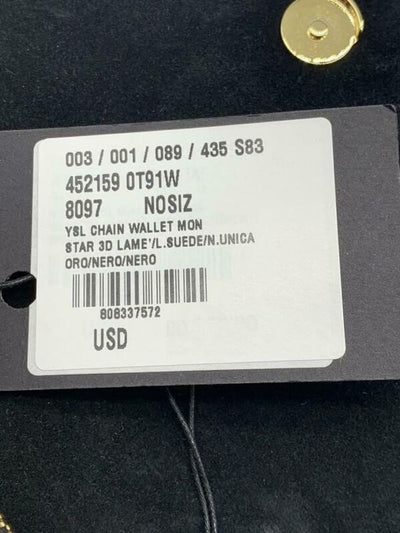 003 / 001 / 089 / 435 S83
452159 0T91W
8097 NOSIZ
YSL CHAIN WALLET MON
STAR 3D LAME'/L.SUEDE/N.UNICA
ORO/NERO/NERO
808337572
USD